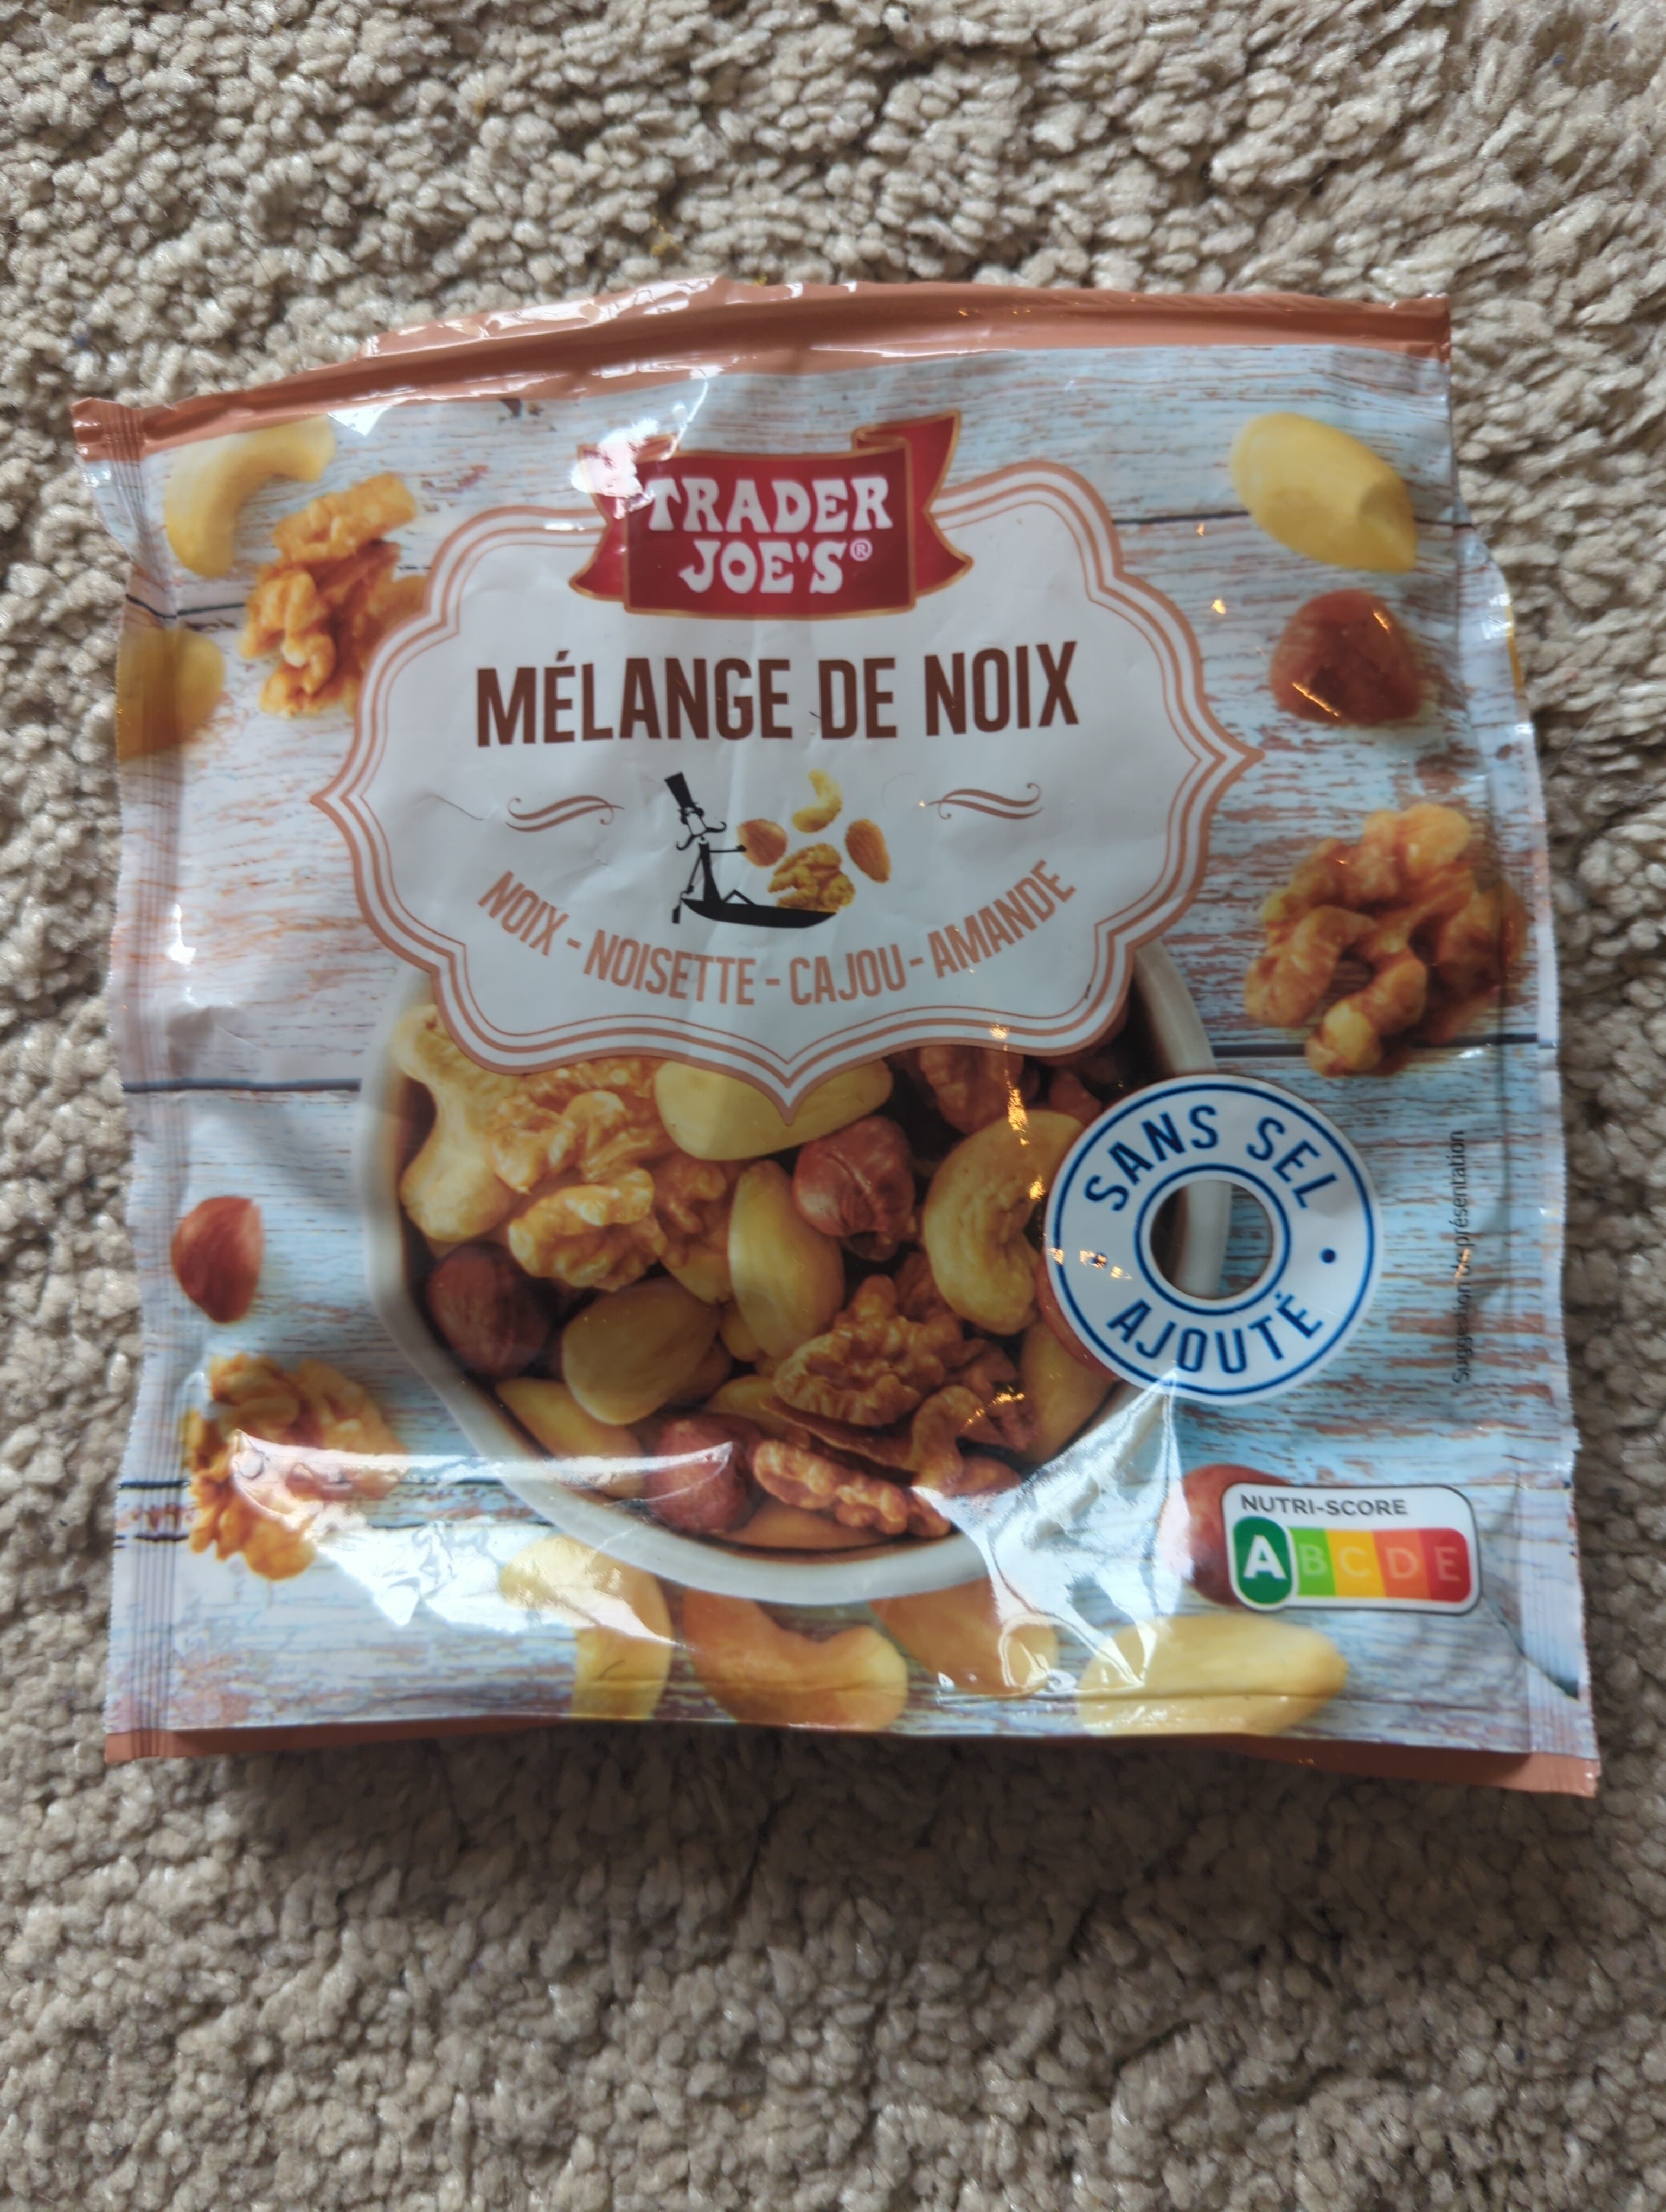 TRADER
JOE'S®
MÉLANGE DE NOIX
NOIX - NOISETTE - CAJOU - AMANDE
SANS SEL
AJOUTÉ
Suggestion de présentation
NUTRI-SCORE
A B C D E